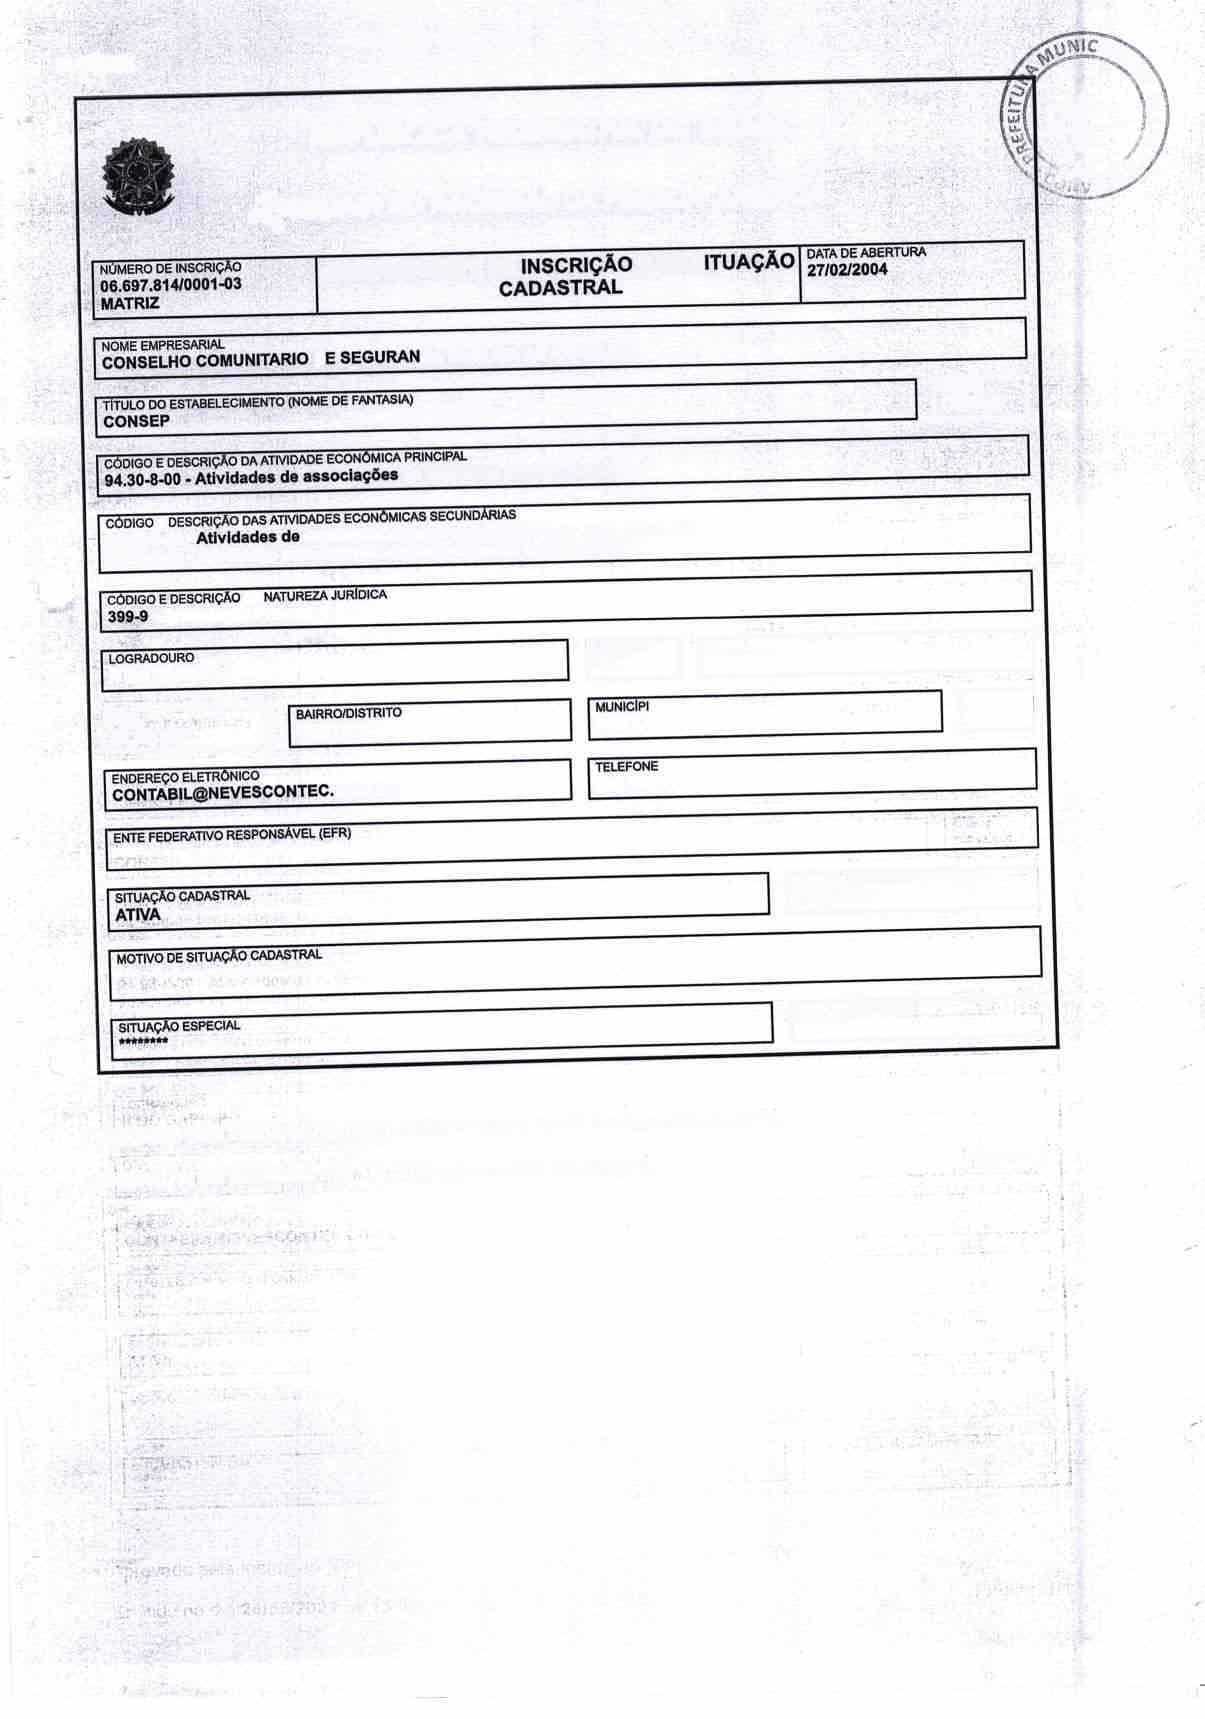 PREFEITURA MUNIC
NÚMERO DE INSCRIÇÃO
06.697.814/0001-03
MATRIZ
INSCRIÇÃO ITUAÇÃO
CADASTRAL
DATA DE ABERTURA
27/02/2004
NOME EMPRESARIAL
CONSELHO COMUNITARIO E SEGURAN
TÍTULO DO ESTABELECIMENTO (NOME DE FANTASIA)
CONSEP
CÓDIGO E DESCRIÇÃO DA ATIVIDADE ECONÔMICA PRINCIPAL
94.30-8-00 - Atividades de associações
CÓDIGO DESCRIÇÃO DAS ATIVIDADES ECONÔMICAS SECUNDÁRIAS
Atividades de
CÓDIGO E DESCRIÇÃO NATUREZA JURÍDICA
399-9
LOGRADOURO
BAIRRO/DISTRITO
MUNICÍPI
ENDEREÇO ELETRÔNICO
CONTABIL@NEVESCONTEC.
TELEFONE
ENTE FEDERATIVO RESPONSÁVEL (EFR)
SITUAÇÃO CADASTRAL
ATIVA
MOTIVO DE SITUAÇÃO CADASTRAL
SITUAÇÃO ESPECIAL
********